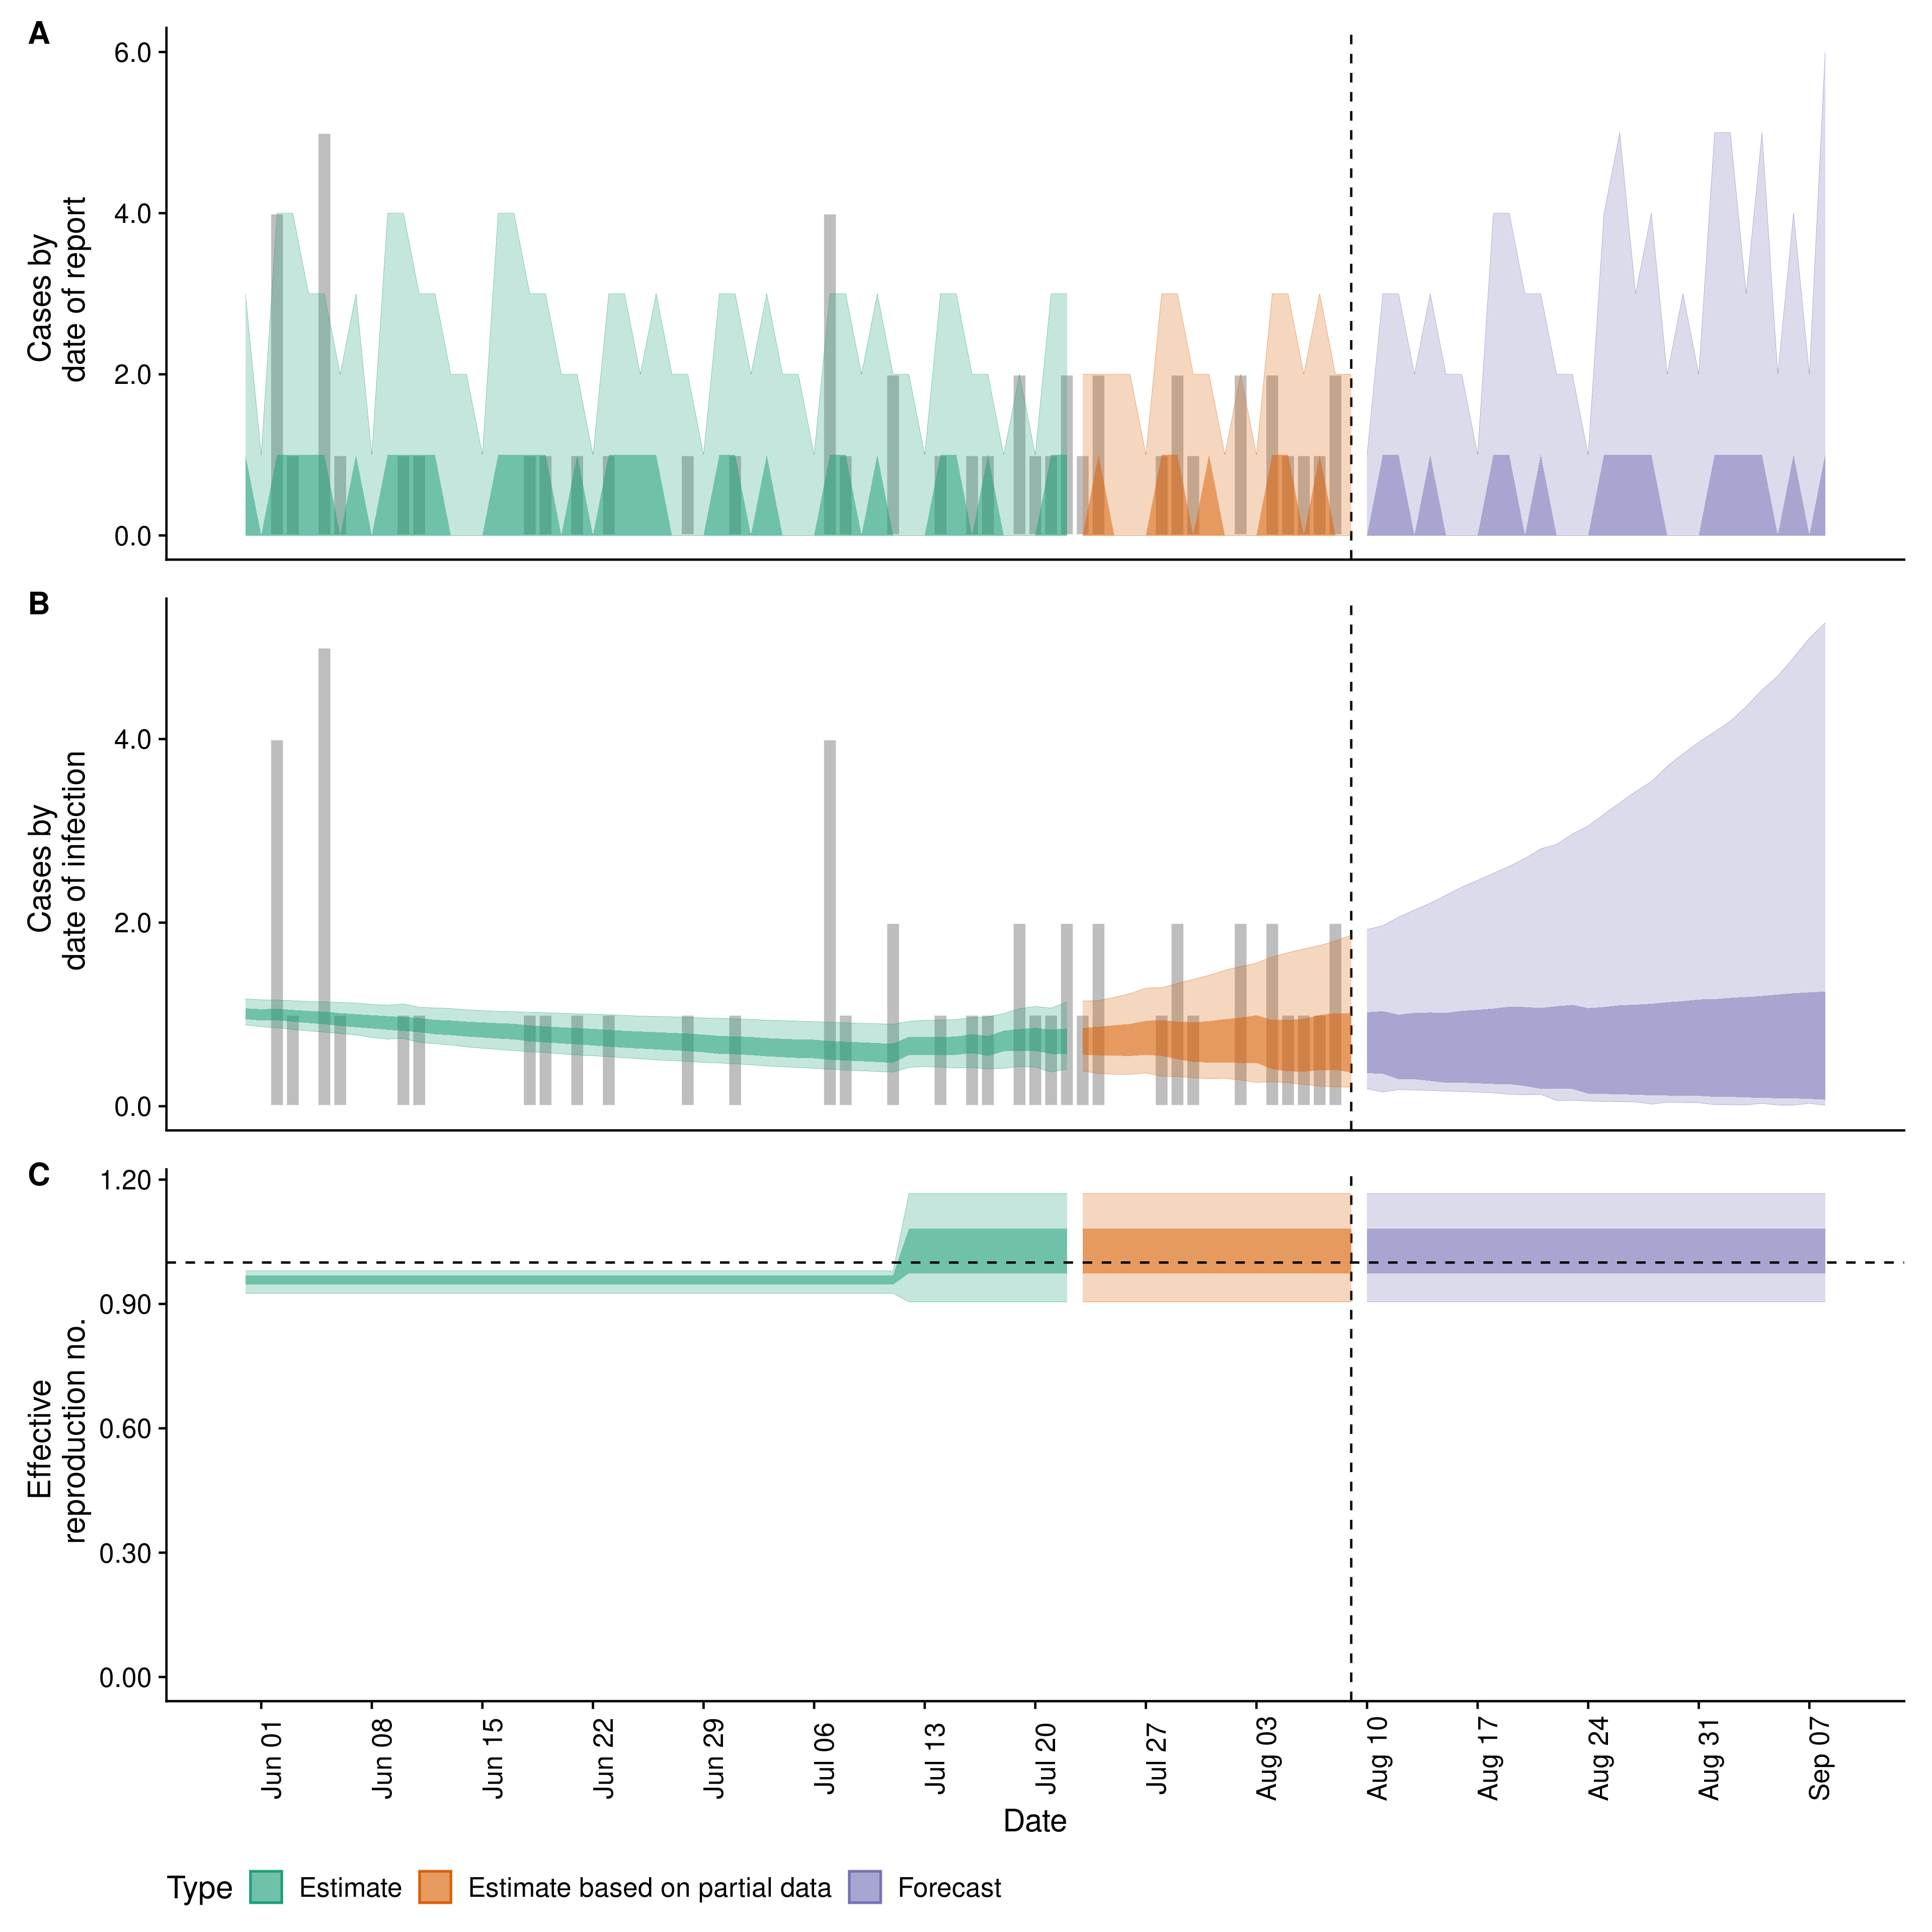 A
Cases by
date of report
6.0
4.0
2.0
0.0
B
Cases by
date of infection
4.0
2.0
0.0
C
Effective
reproduction no.
1.20
0.90
0.60
0.30
0.00
Jun 01
Jun 08
Jun 15
Jun 22
Jun 29
Jul 06
Jul 13
Jul 20
Jul 27
Aug 03
Aug 10
Aug 17
Aug 24
Aug 31
Sep 07
Date
Type Estimate Estimate based on partial data Forecast